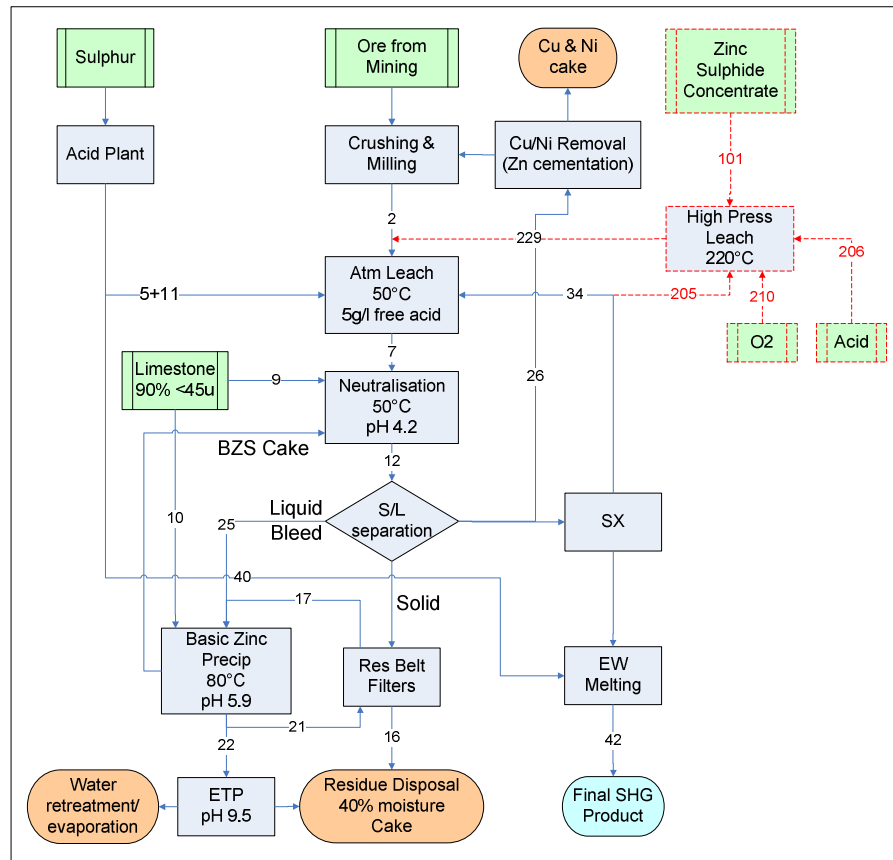 Sulphur
Ore from
Mining
Cu & Ni
cake
Zinc
Sulphide
Concentrate
Acid Plant
Crushing &
Milling
Cu/Ni Removal
(Zn cementation)
101
2
229
High Press
Leach
220°C
206
Atm Leach
50°C
5g/l free acid
5+11
34
205
210
O2
Acid
7
Limestone
90% <45u
9
Neutralisation
50°C
pH 4.2
26
BZS Cake
12
10
25
Liquid
Bleed
S/L
separation
SX
40
17
Solid
Basic Zinc
Precip
80°C
pH 5.9
Res Belt
Filters
EW
Melting
21
22
16
42
Water
retreatment/
evaporation
ETP
pH 9.5
Residue Disposal
40% moisture
Cake
Final SHG
Product